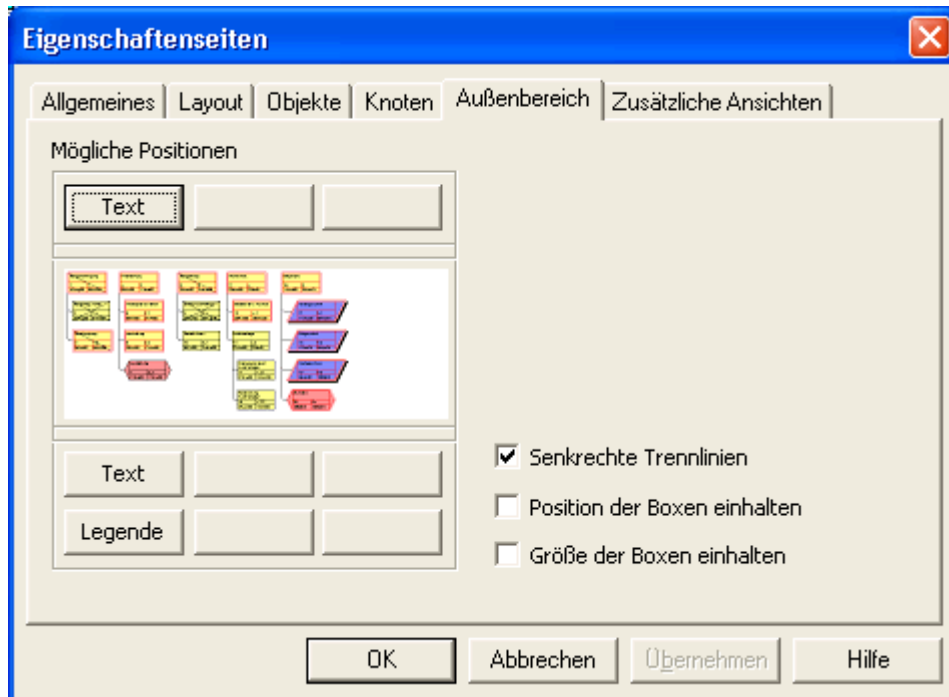 Eigenschaftenseiten
Allgemeines Layout Objekte Knoten Außenbereich Zusätzliche Ansichten
Mögliche Positionen
Text
Text
Legende
Senkrechte Trennlinien
Position der Boxen einhalten
Größe der Boxen einhalten
OK Abbrechen Übernehmen Hilfe